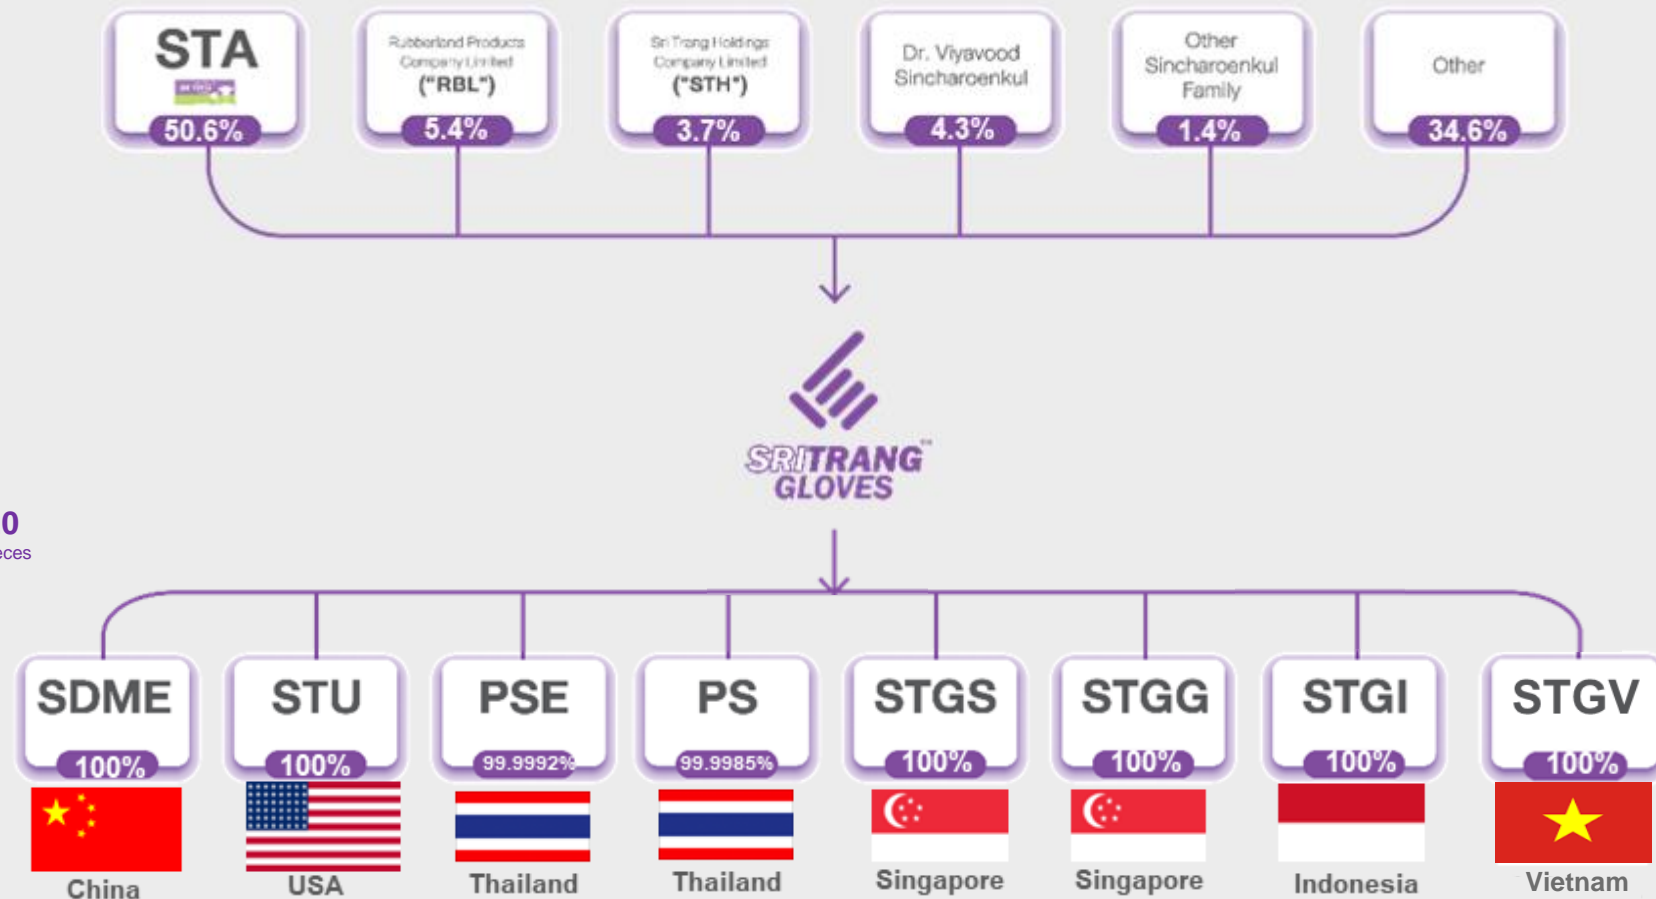 STA
50.6%
Rubberland Products
Company Limited
("RBL")
5.4%
Sri Trang Holdings
Company Limited
("STH")
3.7%
Dr. Viyavood
Sincharoenkul
4.3%
Other
Sincharoenkul
Family
1.4%
Other
34.6%
SRITRANG™
GLOVES
0
eces
SDME
100%
China
STU
100%
USA
PSE
99.9992%
Thailand
PS
99.9985%
Thailand
STGS
100%
Singapore
STGG
100%
Singapore
STGI
100%
Indonesia
STGV
100%
Vietnam